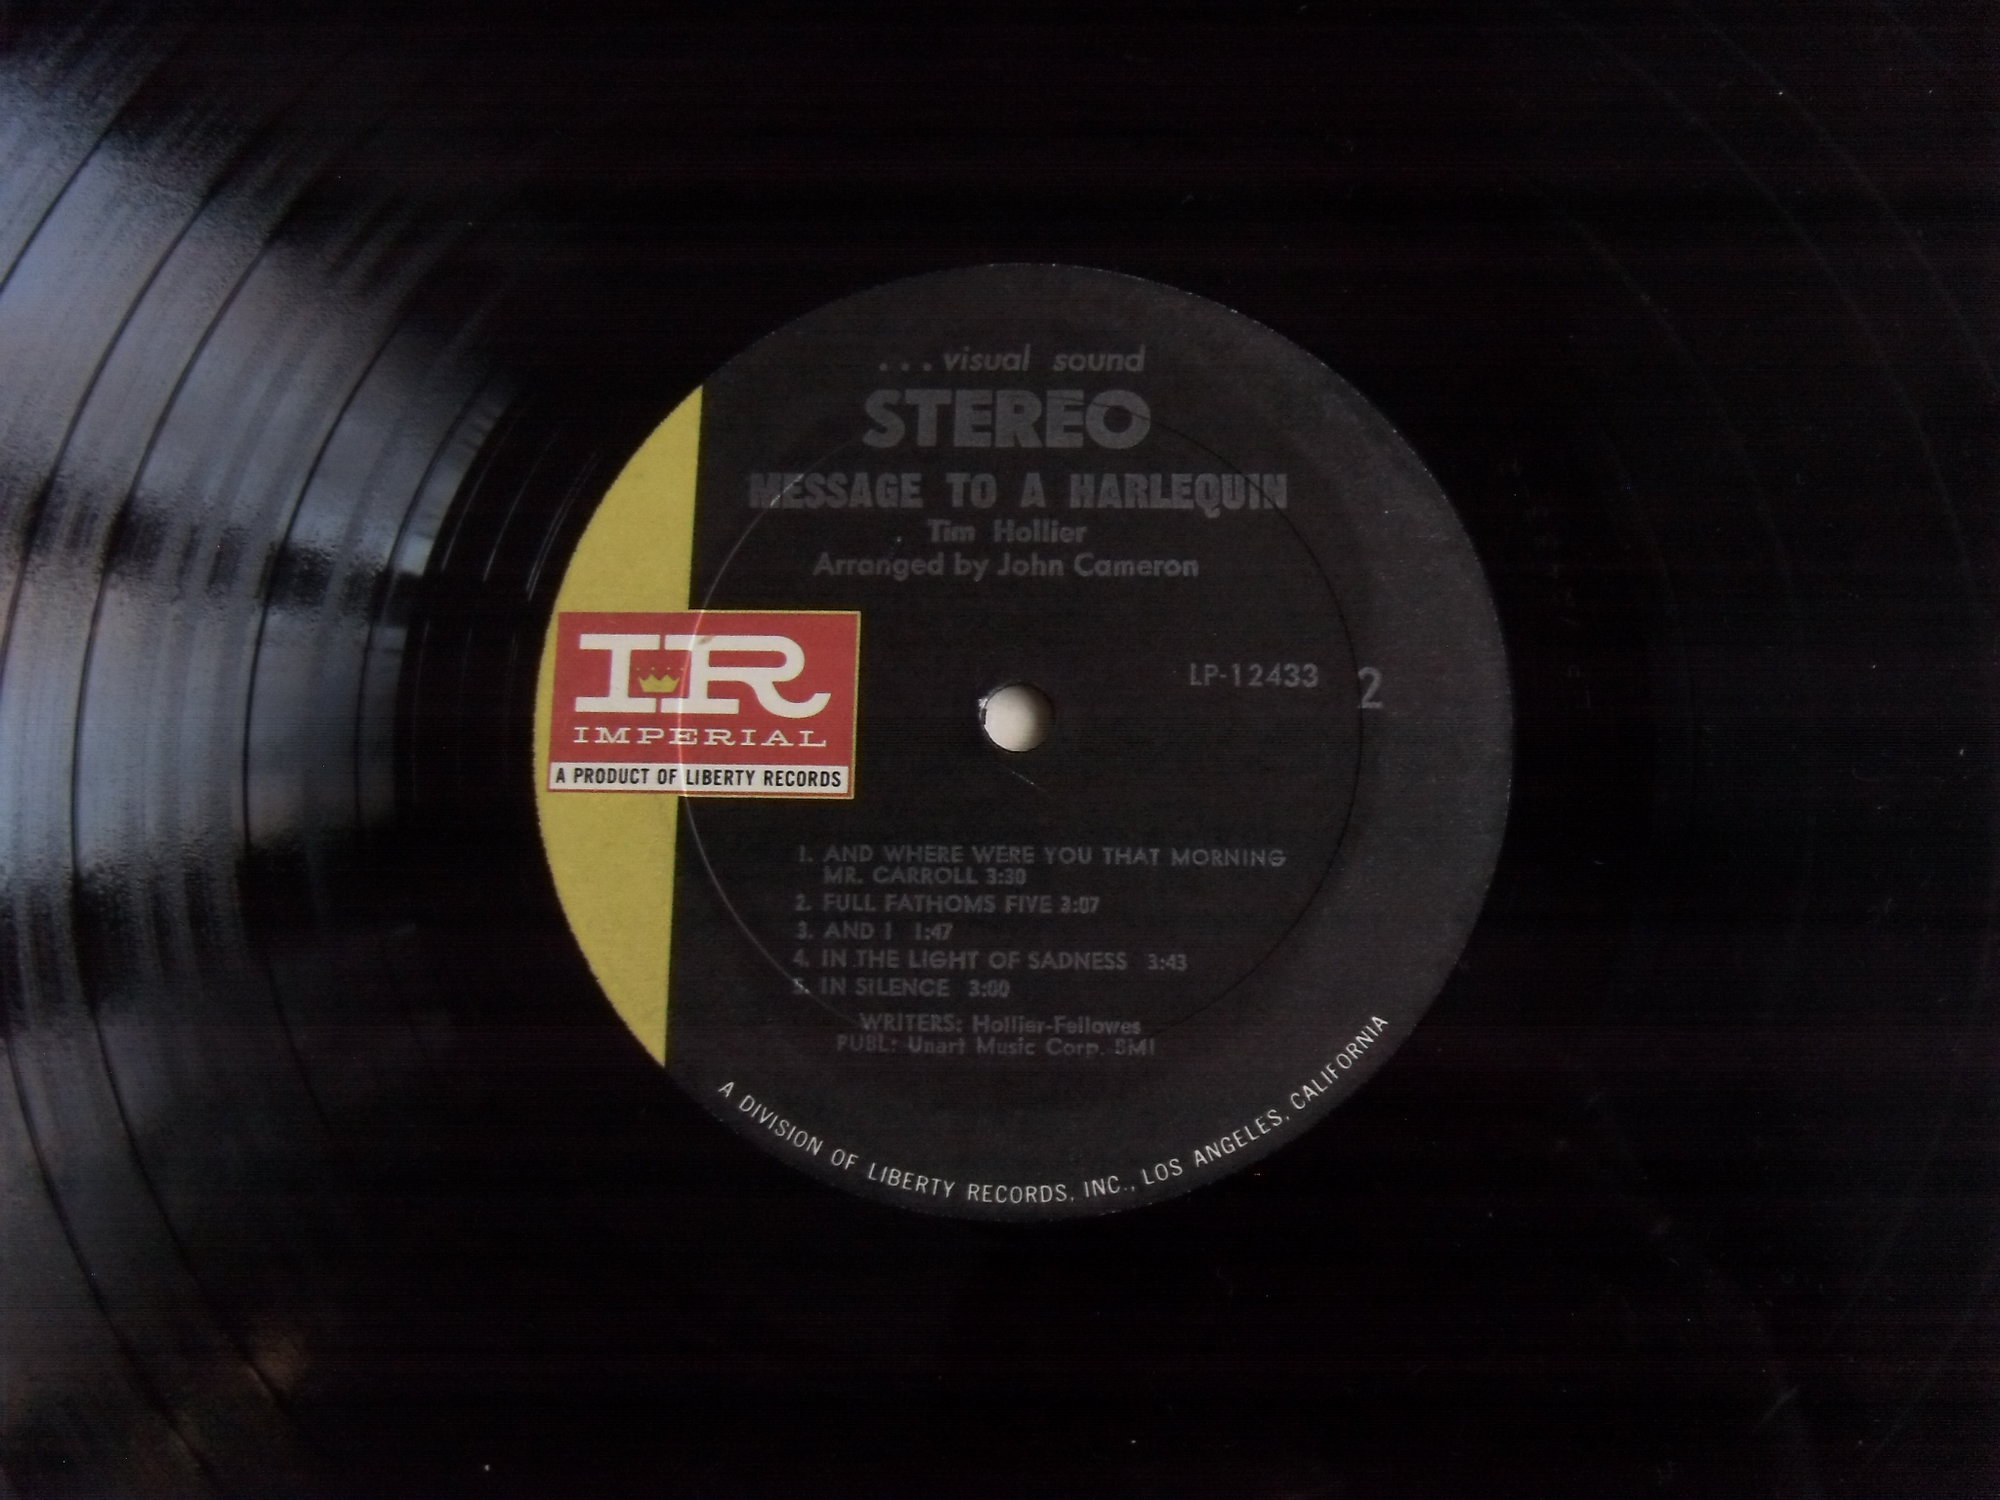 ...visual sound
STEREO
MESSAGE TO A HARLEQUIN
Tim Hollier
Arranged by John Cameron
IR
IMPERIAL
A PRODUCT OF LIBERTY RECORDS
LP-12433 2
1. AND WHERE WERE YOU THAT MORNING
MR. CARROLL 3:30
2. FULL FATHOMS FIVE 3:07
3. AND I 1:47
4. IN THE LIGHT OF SADNESS 3:43
5. IN SILENCE 3:00
WRITERS: Hollier-Fellowes
PUBL: Unart Music Corp. BMI
A DIVISION OF LIBERTY RECORDS, INC., LOS ANGELES, CALIFORNIA